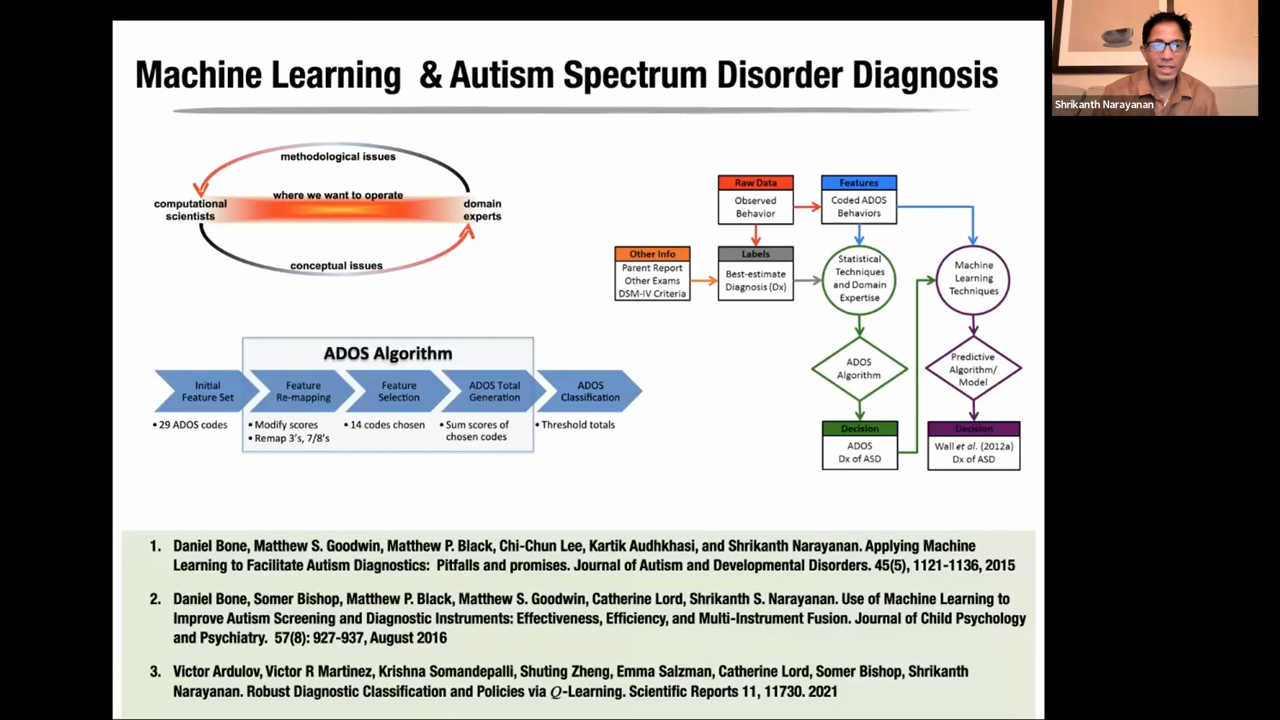 Machine Learning & Autism Spectrum Disorder Diagnosis
Shrikanth Narayanan
methodological issues
where we want to operate
computational
scientists
domain
experts
conceptual issues
Raw Data
Observed
Behavior
Features
Coded ADOS
Behaviors
Other Info
Parent Report
Other Exams
DSM-IV Criteria
Labels
Best-estimate
Diagnosis (Dx)
Statistical
Techniques
and Domain
Expertise
Machine
Learning
Techniques
ADOS
Algorithm
Predictive
Algorithm/
Model
Decision
ADOS
Dx of ASD
Decision
Wall et al. (2012a)
Dx of ASD
ADOS Algorithm
Initial
Feature Set
Feature
Re-mapping
Feature
Selection
ADOS Total
Generation
ADOS
Classification
• 29 ADOS codes
• Modify scores
• Remap 3's, 7/8's
• 14 codes chosen
• Sum scores of
chosen codes
• Threshold totals
1. Daniel Bone, Matthew S. Goodwin, Matthew P. Black, Chi-Chun Lee, Kartik Audhkhasi, and Shrikanth Narayanan. Applying Machine
Learning to Facilitate Autism Diagnostics: Pitfalls and promises. Journal of Autism and Developmental Disorders. 45(5), 1121-1136, 2015
2. Daniel Bone, Somer Bishop, Matthew P. Black, Matthew S. Goodwin, Catherine Lord, Shrikanth S. Narayanan. Use of Machine Learning to
Improve Autism Screening and Diagnostic Instruments: Effectiveness, Efficiency, and Multi-Instrument Fusion. Journal of Child Psychology
and Psychiatry. 57(8): 927-937, August 2016
3. Victor Ardulov, Victor R Martinez, Krishna Somandepalli, Shuting Zheng, Emma Salzman, Catherine Lord, Somer Bishop, Shrikanth
Narayanan. Robust Diagnostic Classification and Policies via Q-Learning. Scientific Reports 11, 11730. 2021